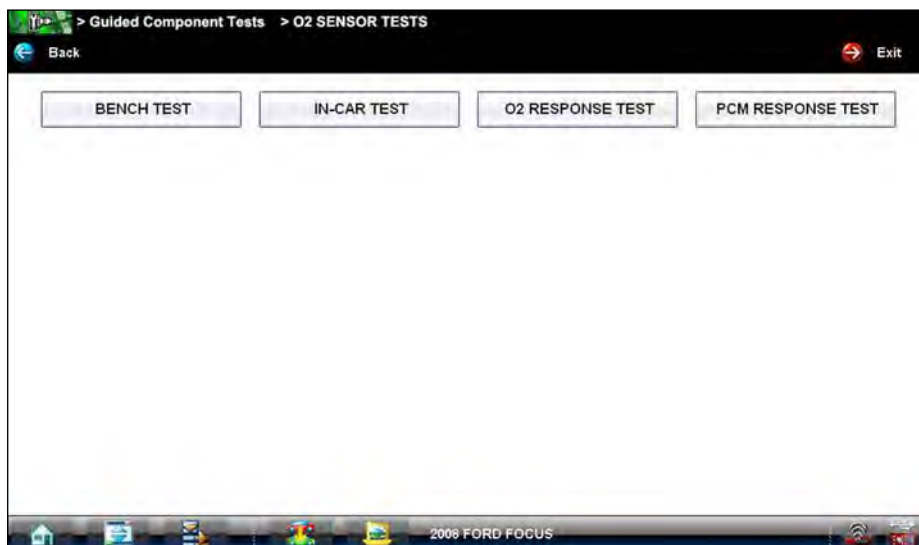 > Guided Component Tests > O2 SENSOR TESTS
Back
Exit
BENCH TEST
IN-CAR TEST
O2 RESPONSE TEST
PCM RESPONSE TEST
2008 FORD FOCUS